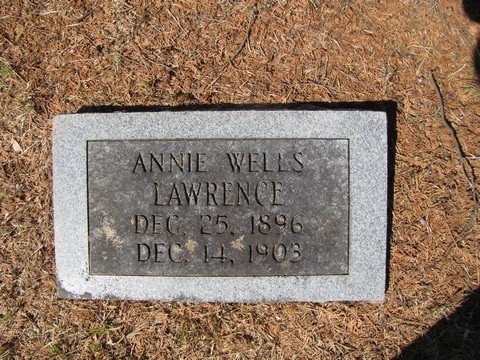 ANNIE WELLS
LAWRENCE
DEC. 25, 1896
DEC. 14, 1903